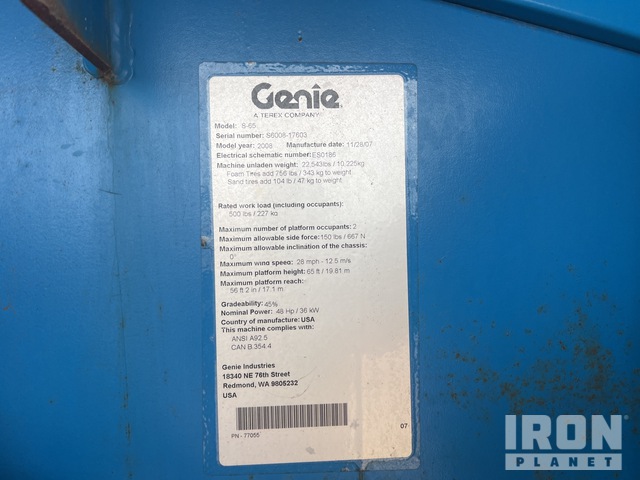 Genie
A TEREX COMPANY
Model: S-65
Serial number: S6008-17603
Model year: 2008 Manufacture date: 11/28/07
Electrical schematic number: ES0186
Machine unladen weight: 22,543lbs / 10,225kg
Foam Tires add 756 lbs / 343 kg to weight
Sand tires add 104 lb / 47 kg to weight
Rated work load (including occupants):
500 lbs / 227 kg
Maximum number of platform occupants: 2
Maximum allowable side force: 150 lbs / 667 N
Maximum allowable inclination of the chassis:
0°
Maximum wind speed: 28 mph - 12.5 m/s
Maximum platform height: 65 ft / 19.81 m
Maximum platform reach:
56 ft 2 in / 17.1 m
Gradeability: 45%
Nominal Power: 48 Hp / 36 kW
Country of manufacture: USA
This machine complies with:
ANSI A92.5
CAN B.354.4
Genie Industries
18340 NE 76th Street
Redmond, WA 9805232
USA
PN - 77055
07
IRON
PLANET